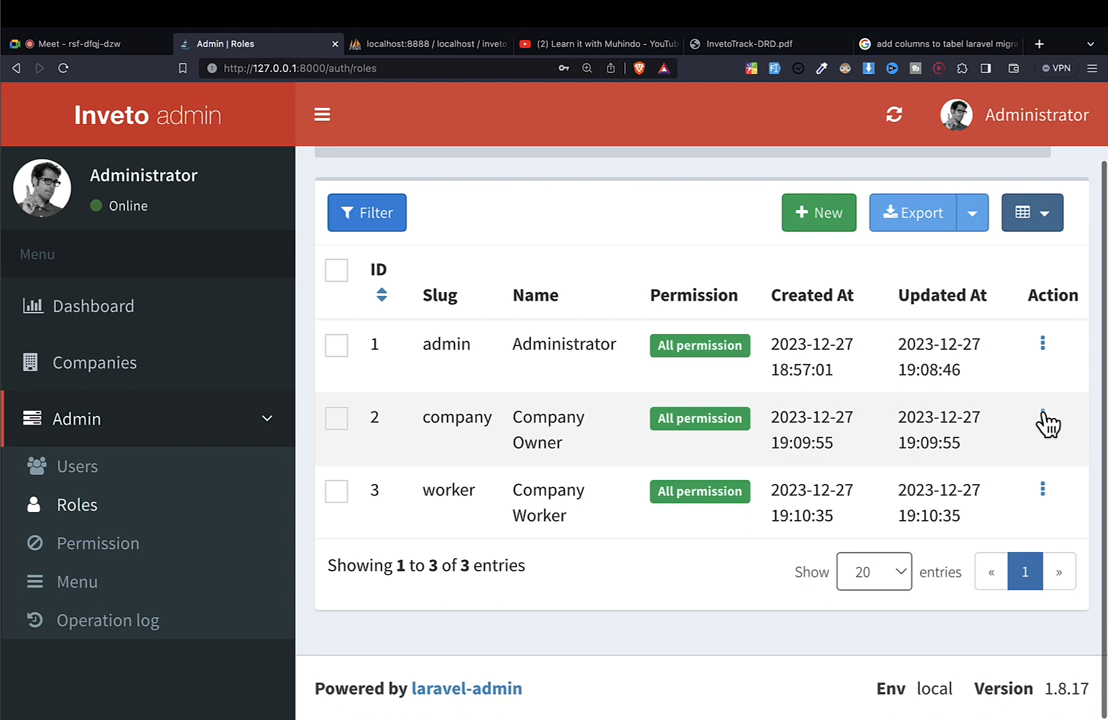 Meet - rsf-dfqj-dzw
Admin | Roles
localhost:8888 / localhost / inveto
(2) Learn it with Muhindo - YouTub
InvetoTrack-DRD.pdf
add columns to tabel laravel migra
http://127.0.0.1:8000/auth/roles
VPN
Inveto admin
Administrator
Administrator
Online
Menu
Dashboard
Companies
Admin
Users
Roles
Permission
Menu
Operation log
Filter
New
Export
ID
Slug
Name
Permission
Created At
Updated At
Action
1
admin
Administrator
All permission
2023-12-27
18:57:01
2023-12-27
19:08:46
2
company
Company
Owner
All permission
2023-12-27
19:09:55
2023-12-27
19:09:55
3
worker
Company
Worker
All permission
2023-12-27
19:10:35
2023-12-27
19:10:35
Showing 1 to 3 of 3 entries
Show
20
entries
«
1
»
Powered by laravel-admin
Env local
Version 1.8.17